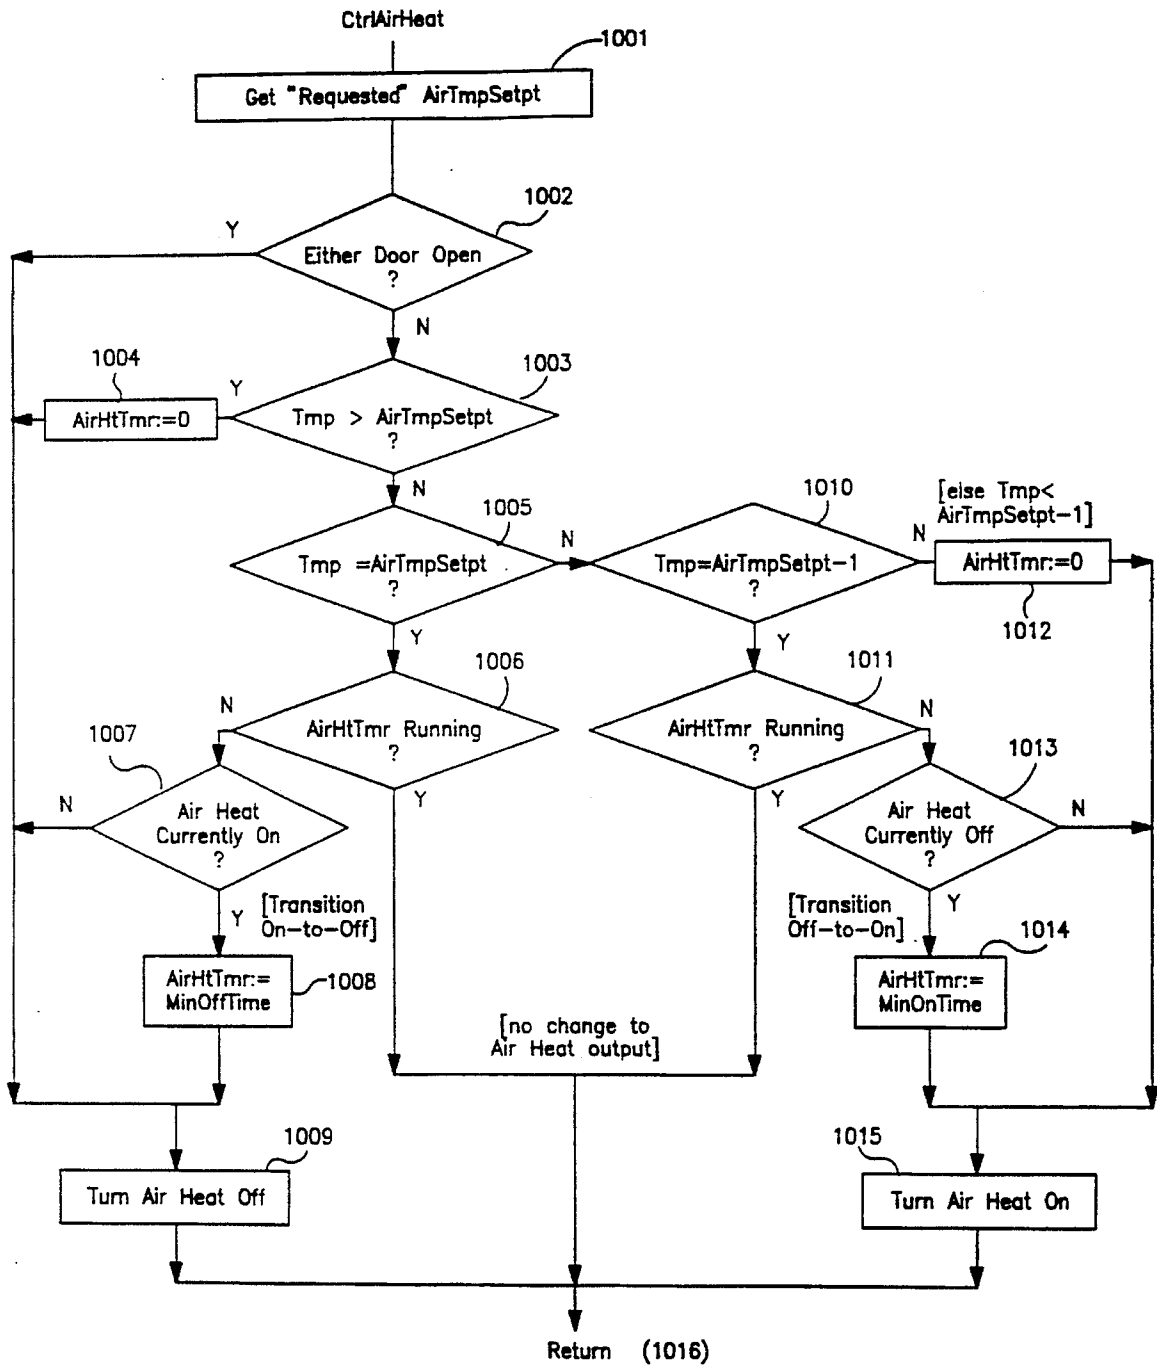 CtrlAirHeat
1001
Get "Requested" AirTmpSetpt
1002
Y
Either Door Open
?
N
1004
1003
Y
AirHtTmr:=0
Tmp > AirTmpSetpt
?
N
1005
1010
[else Tmp<
AirTmpSetpt-1]
N
N
Tmp =AirTmpSetpt
?
Tmp=AirTmpSetpt-1
?
AirHtTmr:=0
1012
Y
Y
1006
1011
N
N
AirHtTmr Running
?
AirHtTmr Running
?
1007
1013
Y
Y
N
Air Heat
Currently On
?
Air Heat
Currently Off
?
N
Y
[Transition
On-to-Off]
[Transition
Off-to-On]
Y
1014
AirHtTmr:=
MinOffTime
1008
AirHtTmr:=
MinOnTime
[no change to
Air Heat output]
1009
1015
Turn Air Heat Off
Turn Air Heat On
Return (1016)